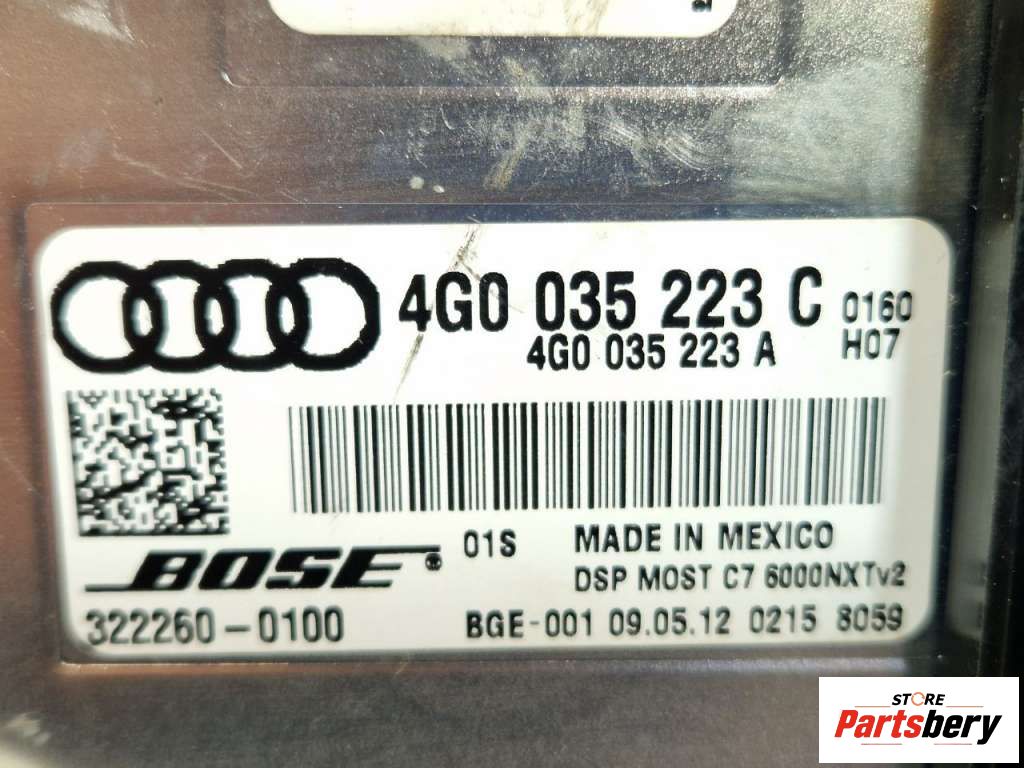 4G0 035 223 C 0160
4G0 035 223 A H07
BOSE® 01S MADE IN MEXICO
DSP MOST C7 6000NXTv2
322260-0100 BGE-001 09.05.12 0215 8059
STORE
Partsbery